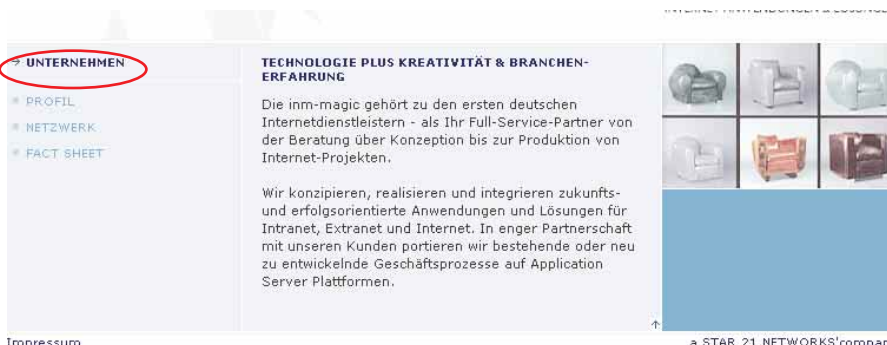 → UNTERNEHMEN
PROFIL
NETZWERK
FACT SHEET
TECHNOLOGIE PLUS KREATIVITÄT & BRANCHEN-
ERFAHRUNG
Die inm-magic gehört zu den ersten deutschen
Internetdienstleistern - als Ihr Full-Service-Partner von
der Beratung über Konzeption bis zur Produktion von
Internet-Projekten.
Wir konzipieren, realisieren und integrieren zukunfts-
und erfolgsorientierte Anwendungen und Lösungen für
Intranet, Extranet und Internet. In enger Partnerschaft
mit unseren Kunden portieren wir bestehende oder neu
zu entwickelnde Geschäftsprozesse auf Application
Server Plattformen.
↑
Impressum
a STAR 21 NETWORKS'